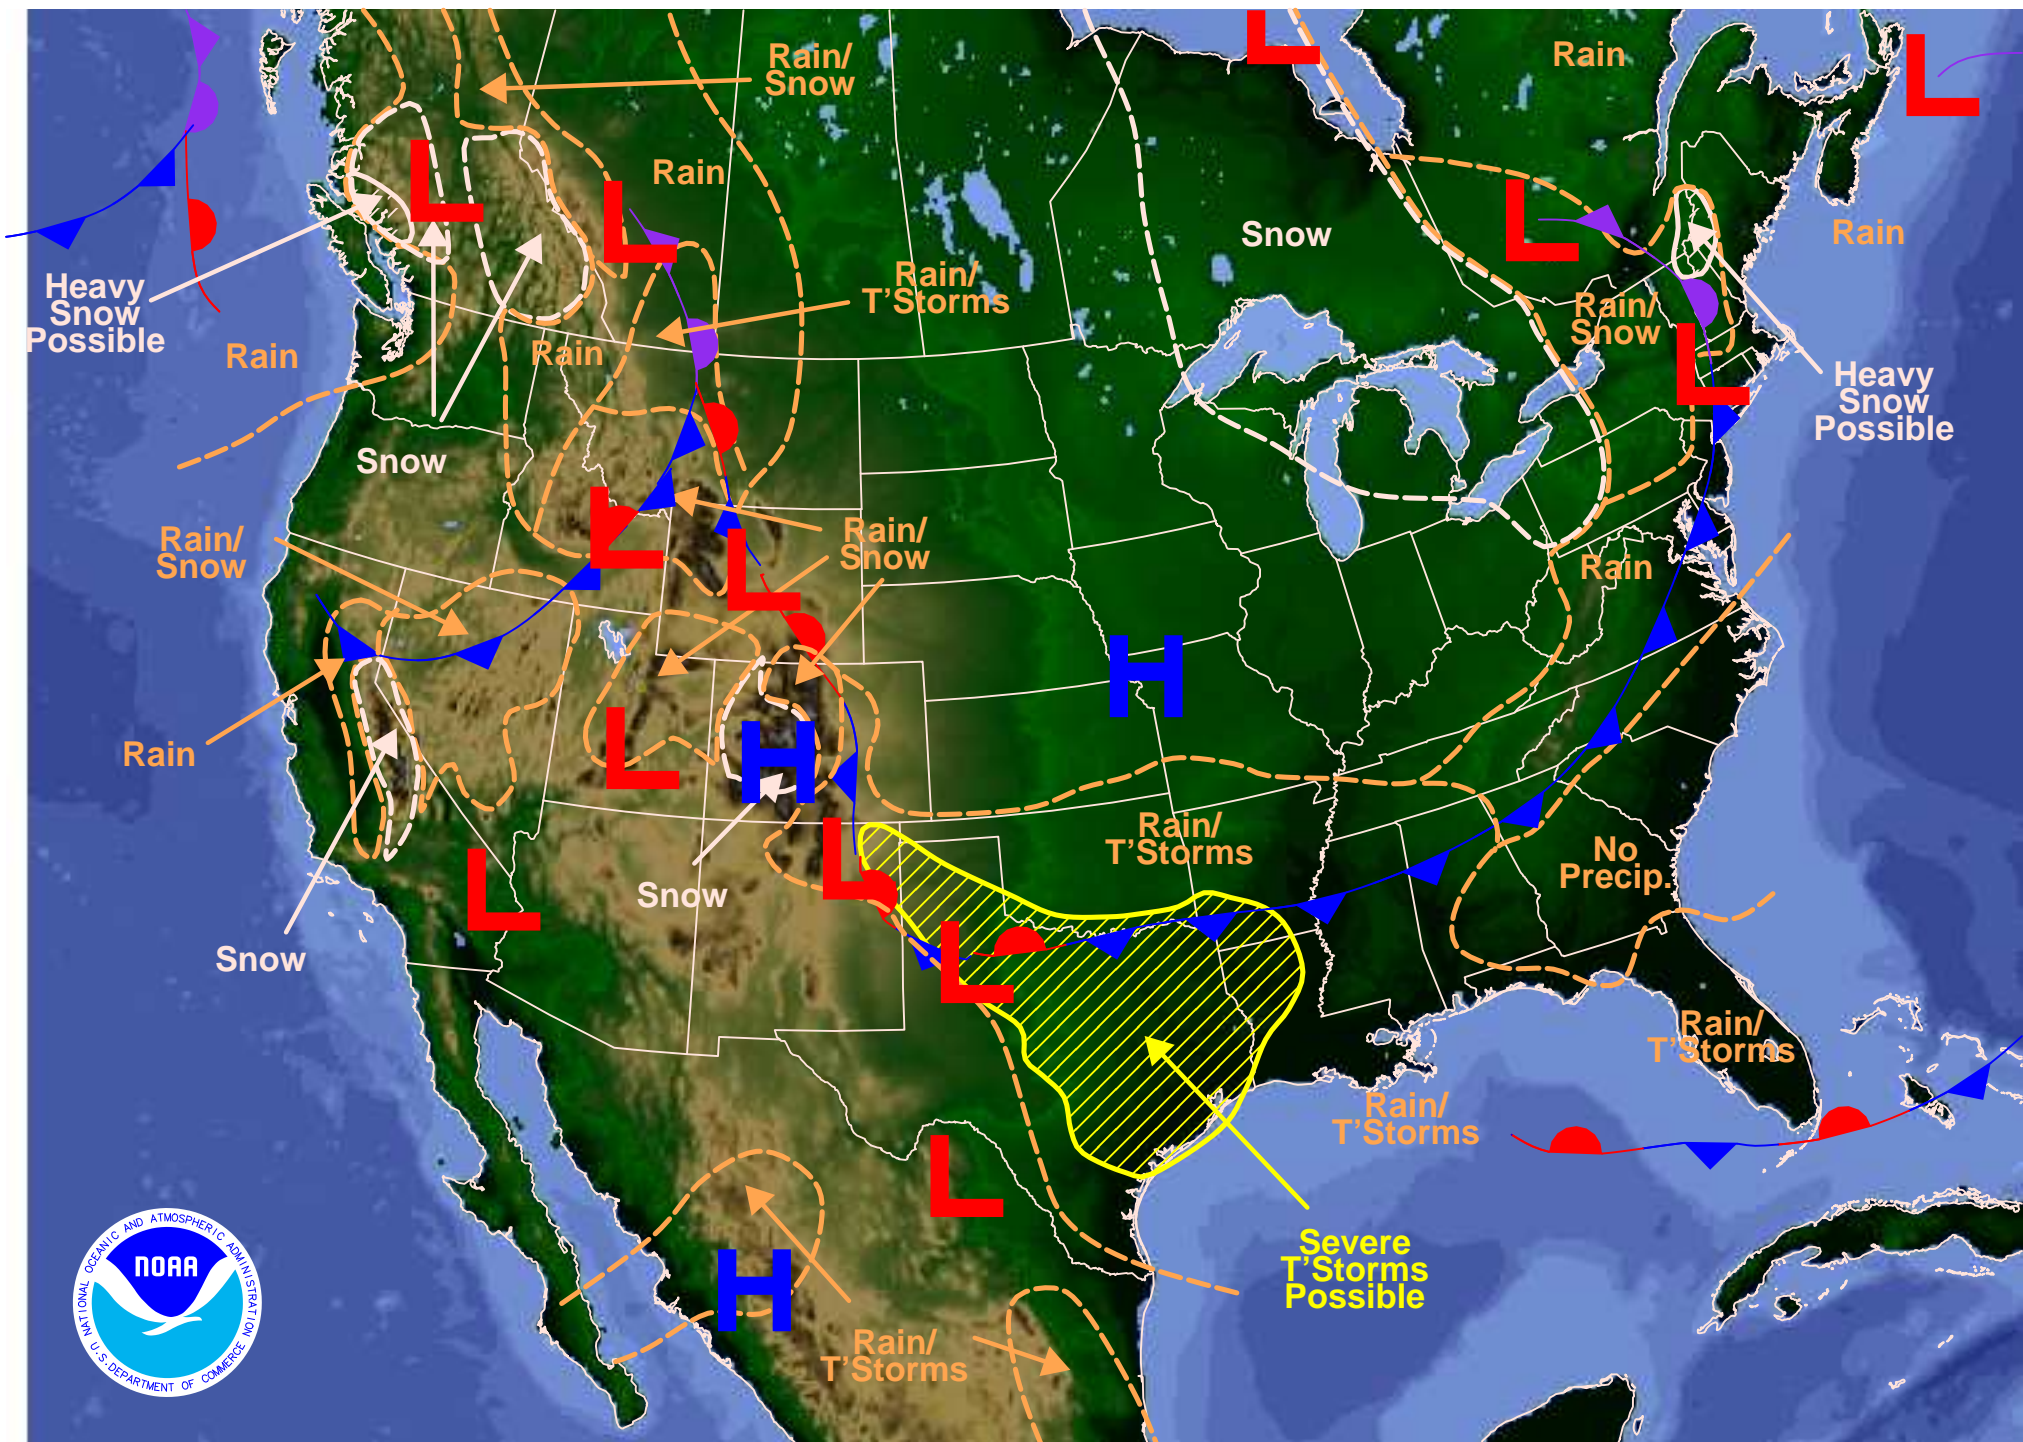 Rain/
Snow
Rain
Rain
L
L
L
L
L
L
Snow
Rain
Heavy
Snow
Possible
Rain/
T'Storms
Rain/
Snow
Rain
Rain
L
Heavy
Snow
Possible
Snow
Rain/
Snow
L
L
Rain/
Snow
Rain
H
Rain
L
H
Rain/
T'Storms
No
Precip.
L
L
Snow
Snow
L
Rain/
T'Storms
Rain/
T'Storms
L
Severe
T'Storms
Possible
H
Rain/
T'Storms
NATIONAL OCEANIC AND ATMOSPHERIC ADMINISTRATION
NOAA
U.S. DEPARTMENT OF COMMERCE